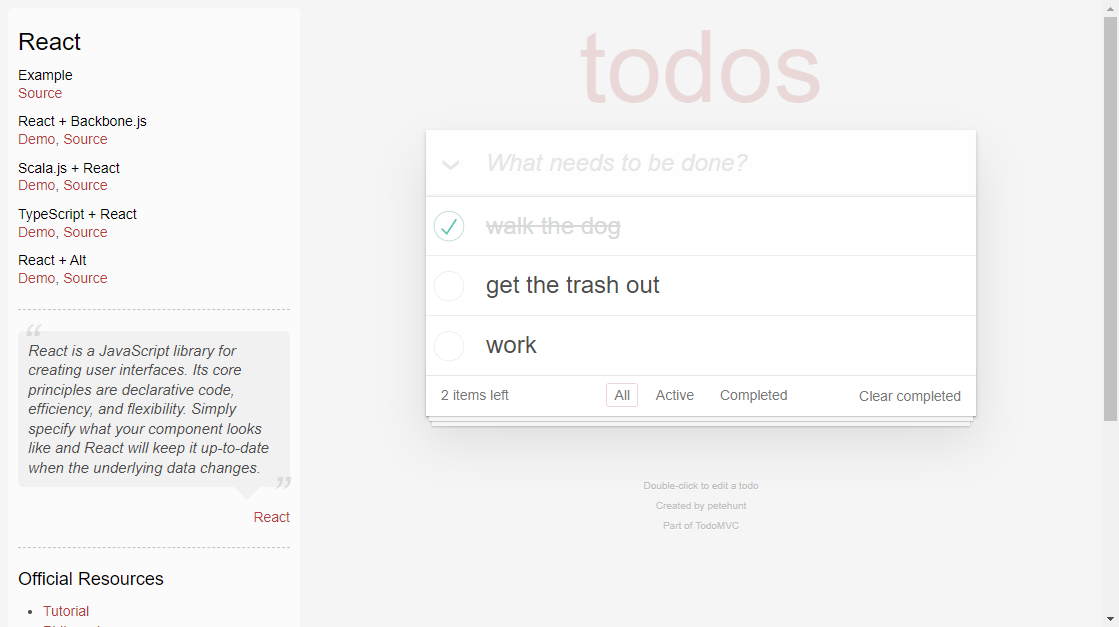 React
Example
Source
React + Backbone.js
Demo, Source
Scala.js + React
Demo, Source
TypeScript + React
Demo, Source
React + Alt
Demo, Source
“
React is a JavaScript library for
creating user interfaces. Its core
principles are declarative code,
efficiency, and flexibility. Simply
specify what your component looks
like and React will keep it up-to-date
when the underlying data changes.
”
React
Official Resources
• Tutorial
todos
What needs to be done?
walk the dog
get the trash out
work
2 items left All Active Completed Clear completed
Double-click to edit a todo
Created by petehunt
Part of TodoMVC